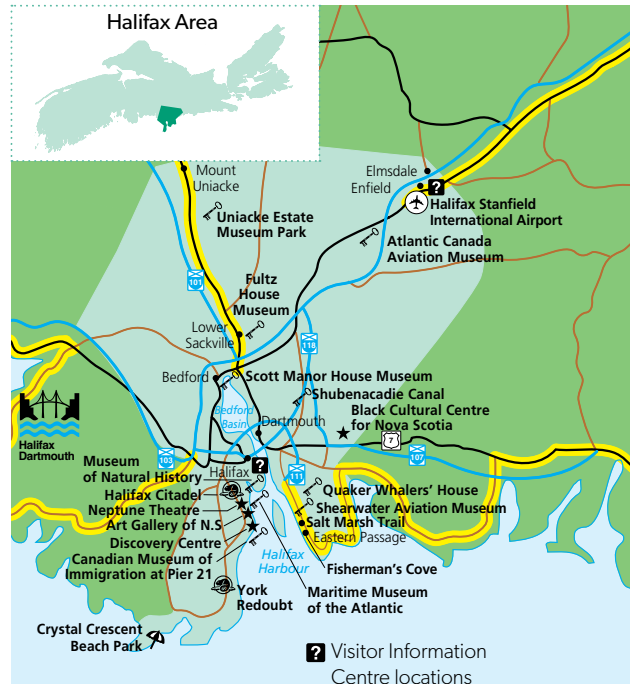 Halifax Area
Mount
Uniacke
Elmsdale
Enfield
?
Halifax Stanfield
International Airport
Uniacke Estate
Museum Park
Atlantic Canada
Aviation Museum
101
Fultz
House
Museum
110
Lower
Sackville
Bedford
Scott Manor House Museum
Shubenacadie Canal
Black Cultural Centre
for Nova Scotia
Bedford
Basin
Dartmouth
7
Halifax
Dartmouth
103
107
111
?
Museum
of Natural History
Halifax
Halifax Citadel
Neptune Theatre
Art Gallery of N.S
Discovery Centre
Canadian Museum of
Immigration at Pier 21
Quaker Whalers' House
Shearwater Aviation Museum
Salt Marsh Trail
Eastern Passage
Halifax
Harbour
Fisherman's Cove
Maritime Museum
of the Atlantic
York
Redoubt
Crystal Crescent
Beach Park
? Visitor Information
Centre locations